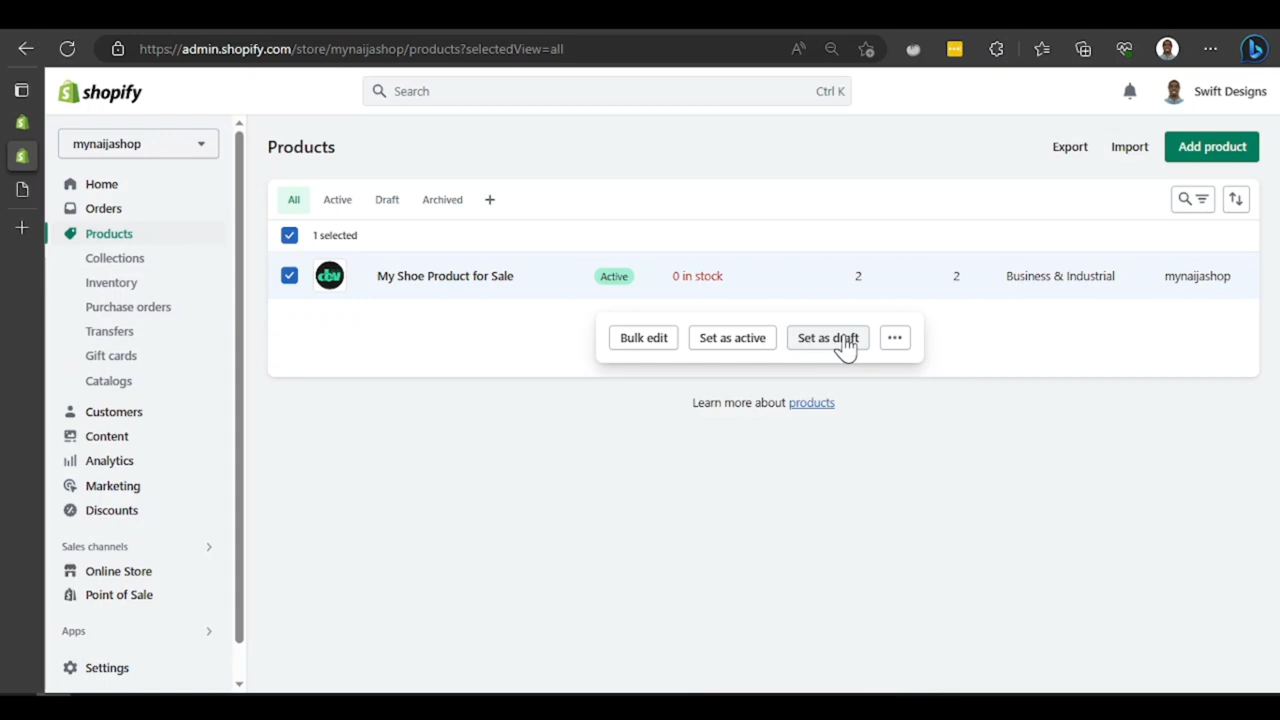 https://admin.shopify.com/store/mynaijashop/products?selectedView=all
shopify
Search
Ctrl K
Swift Designs
mynaijashop
Home
Orders
Products
Collections
Inventory
Purchase orders
Transfers
Gift cards
Catalogs
Customers
Content
Analytics
Marketing
Discounts
Sales channels
Online Store
Point of Sale
Apps
Settings
Products
Export
Import
Add product
All
Active
Draft
Archived
1 selected
My Shoe Product for Sale
Active
0 in stock
2
2
Business & Industrial
mynaijashop
Bulk edit
Set as active
Set as draft
Learn more about products